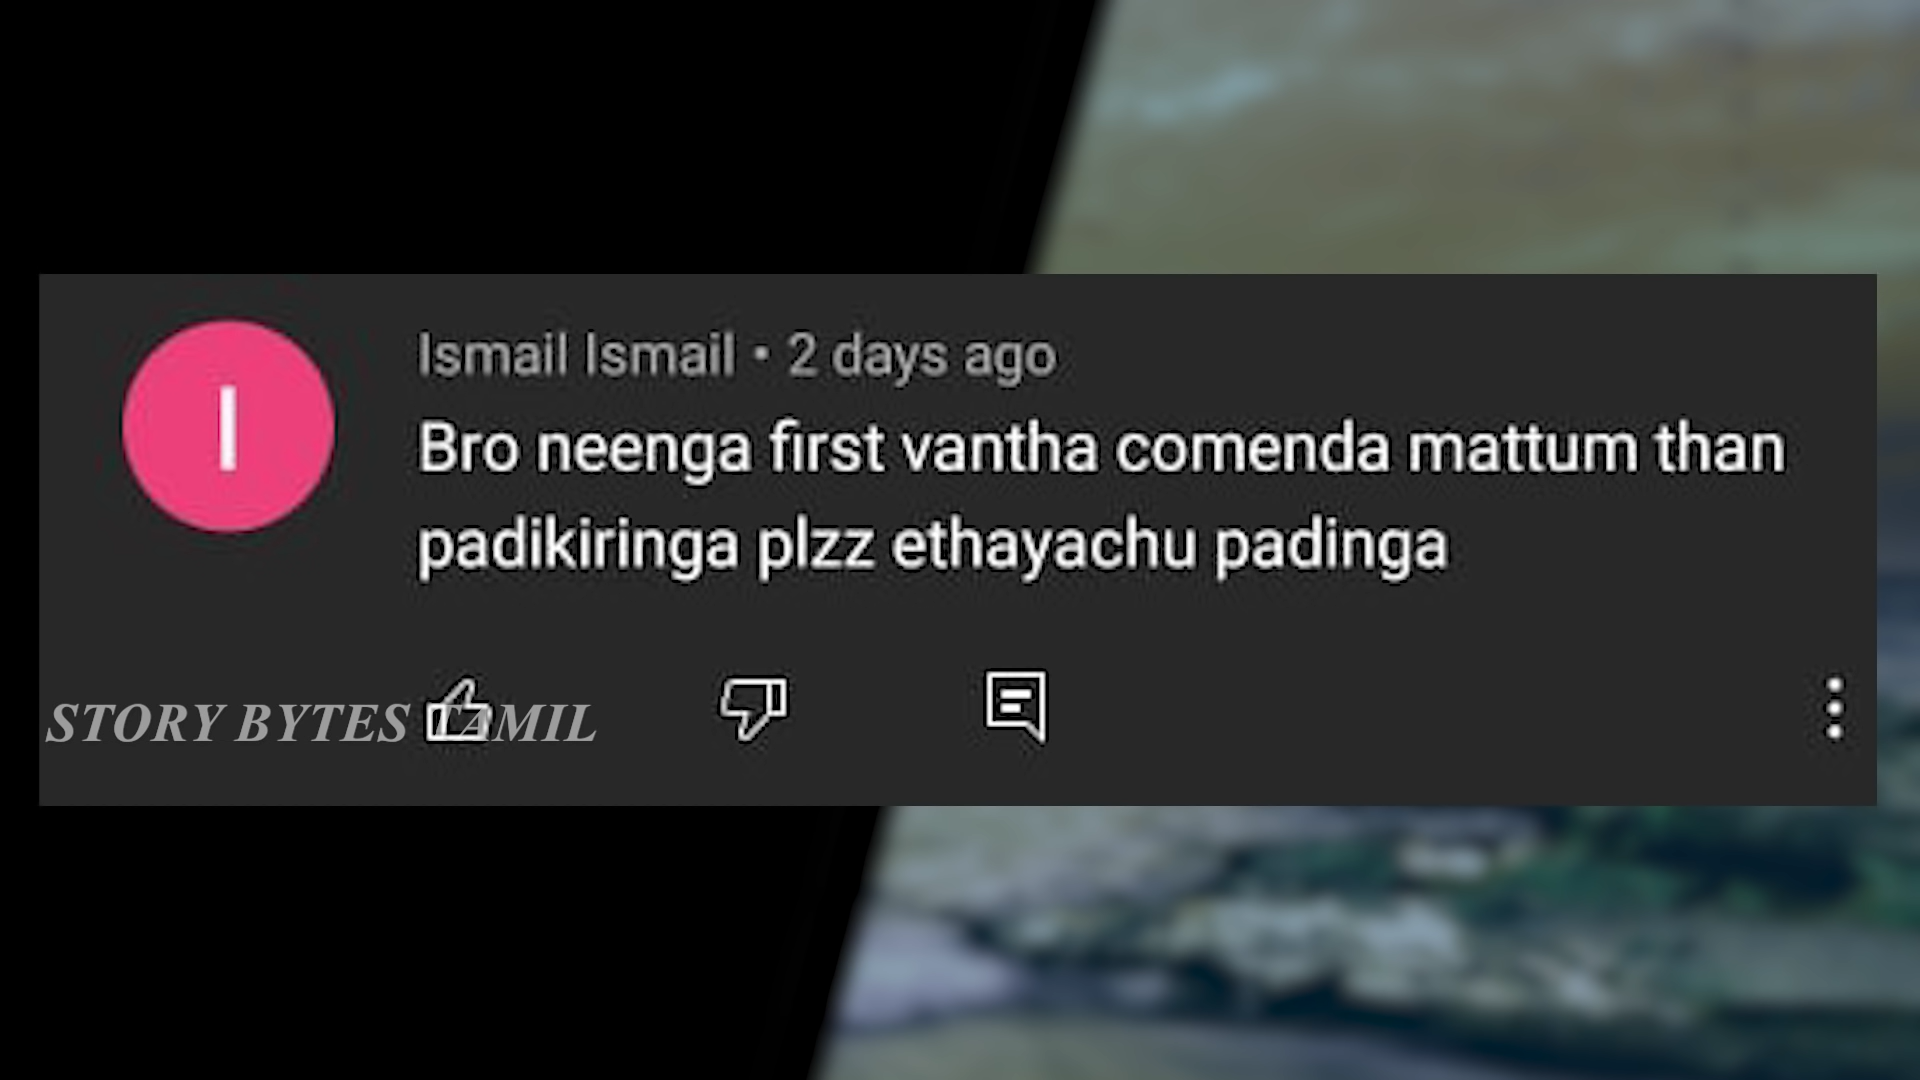 I
Ismail Ismail • 2 days ago
Bro neenga first vantha comenda mattum than
padikiringa plzz ethayachu padinga
STORY BYTES TAMIL